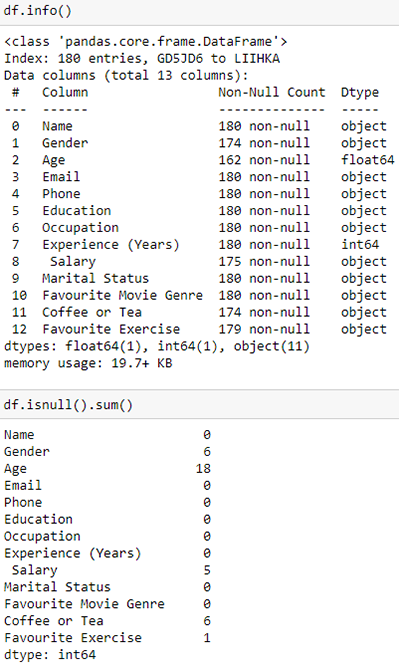 df.info()
<class 'pandas.core.frame.DataFrame'>
Index: 180 entries, GD5JD6 to LIIHKA
Data columns (total 13 columns):
 #   Column                 Non-Null Count  Dtype
---  ------                 --------------  -----
 0   Name                   180 non-null    object
 1   Gender                 174 non-null    object
 2   Age                    162 non-null    float64
 3   Email                  180 non-null    object
 4   Phone                  180 non-null    object
 5   Education              180 non-null    object
 6   Occupation             180 non-null    object
 7   Experience (Years)     180 non-null    int64
 8    Salary                175 non-null    object
 9   Marital Status         180 non-null    object
 10  Favourite Movie Genre  180 non-null    object
 11  Coffee or Tea          174 non-null    object
 12  Favourite Exercise     179 non-null    object
dtypes: float64(1), int64(1), object(11)
memory usage: 19.7+ KB
df.isnull().sum()
Name                      0
Gender                    6
Age                      18
Email                     0
Phone                     0
Education                 0
Occupation                0
Experience (Years)        0
 Salary                   5
Marital Status            0
Favourite Movie Genre     0
Coffee or Tea             6
Favourite Exercise        1
dtype: int64